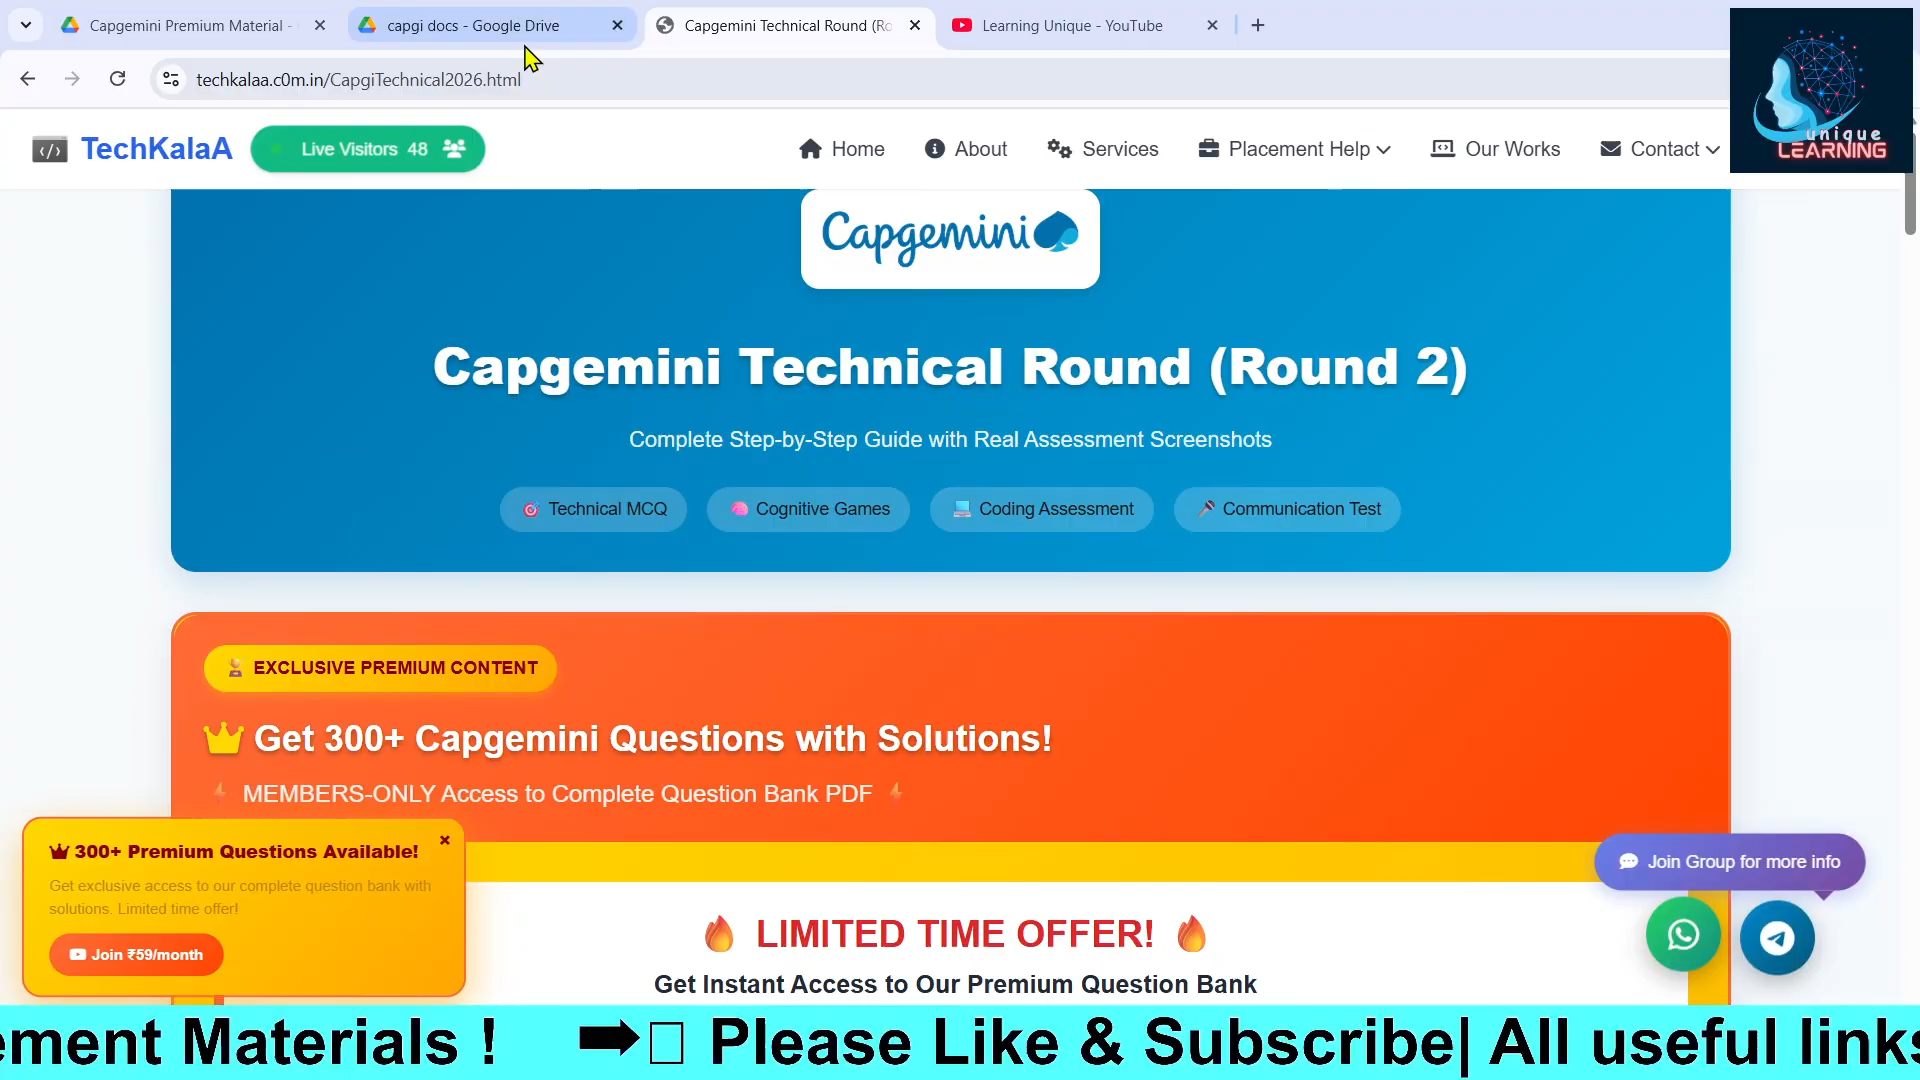 Capgemini Premium Material -
capgi docs - Google Drive
Capgemini Technical Round (Ro
Learning Unique - YouTube
techkalaa.c0m.in/CapgiTechnical2026.html
TechKalaA
Live Visitors 48
Home
About
Services
Placement Help
Our Works
Contact
unique
LEARNING
Capgemini
Capgemini Technical Round (Round 2)
Complete Step-by-Step Guide with Real Assessment Screenshots
Technical MCQ
Cognitive Games
Coding Assessment
Communication Test
EXCLUSIVE PREMIUM CONTENT
Get 300+ Capgemini Questions with Solutions!
MEMBERS-ONLY Access to Complete Question Bank PDF
300+ Premium Questions Available!
Get exclusive access to our complete question bank with
solutions. Limited time offer!
Join ₹59/month
Join Group for more info
LIMITED TIME OFFER!
Get Instant Access to Our Premium Question Bank
ement Materials ! Please Like & Subscribe| All useful links